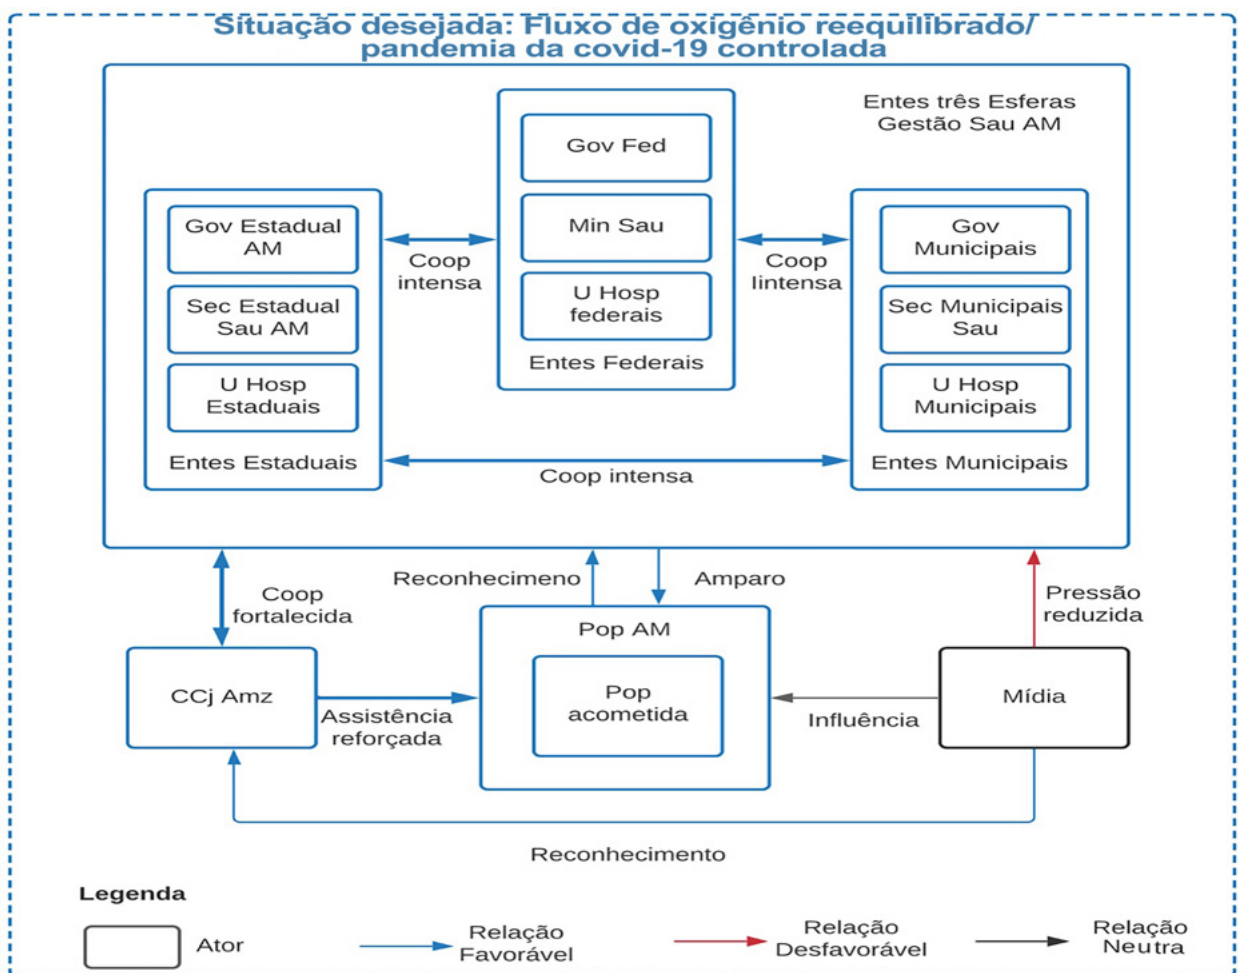 Situação desejada: Fluxo de oxigênio reequilibrado/
pandemia da covid-19 controlada
Entes três Esferas
Gestão Sau AM
Gov Fed
Min Sau
U Hosp
federais
Entes Federais
Gov Estadual
AM
Sec Estadual
Sau AM
U Hosp
Estaduais
Entes Estaduais
Coop
intensa
Coop
Iintensa
Gov
Municipais
Sec Municipais
Sau
U Hosp
Municipais
Entes Municipais
Coop intensa
Coop
fortalecida
Reconhecimeno
Amparo
Pressão
reduzida
CCj Amz
Assistência
reforçada
Pop AM
Pop
acometida
Influência
Mídia
Reconhecimento
Legenda
Ator
Relação
Favorável
Relação
Desfavorável
Relação
Neutra